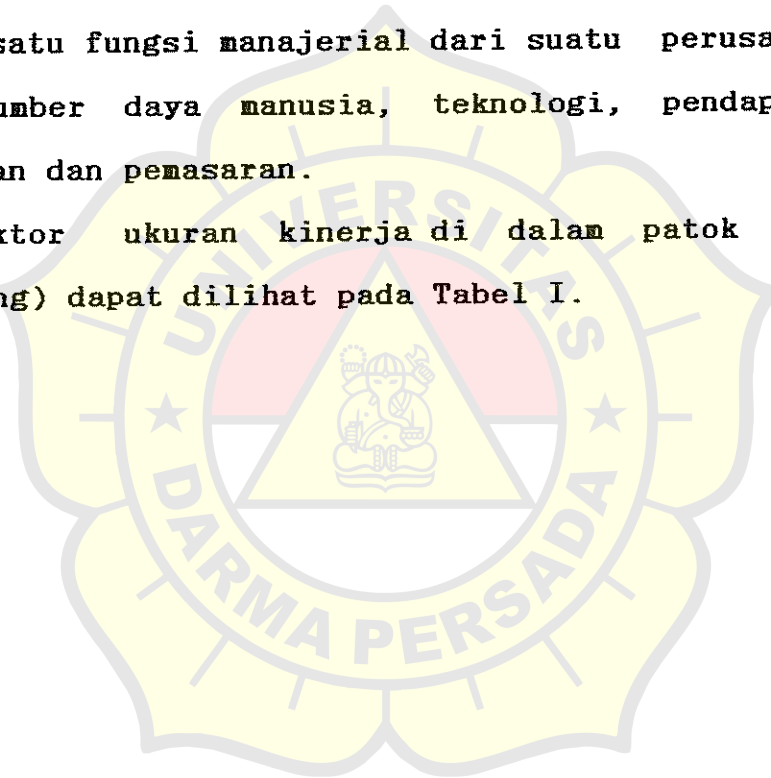 satu fungsi manajerial dari suatu perusa
umber daya manusia, teknologi, pendap
an dan pemasaran.
ktor ukuran kinerja di dalam patok
ng) dapat dilihat pada Tabel I.
UNIVERSITAS
DARMA PERSADA